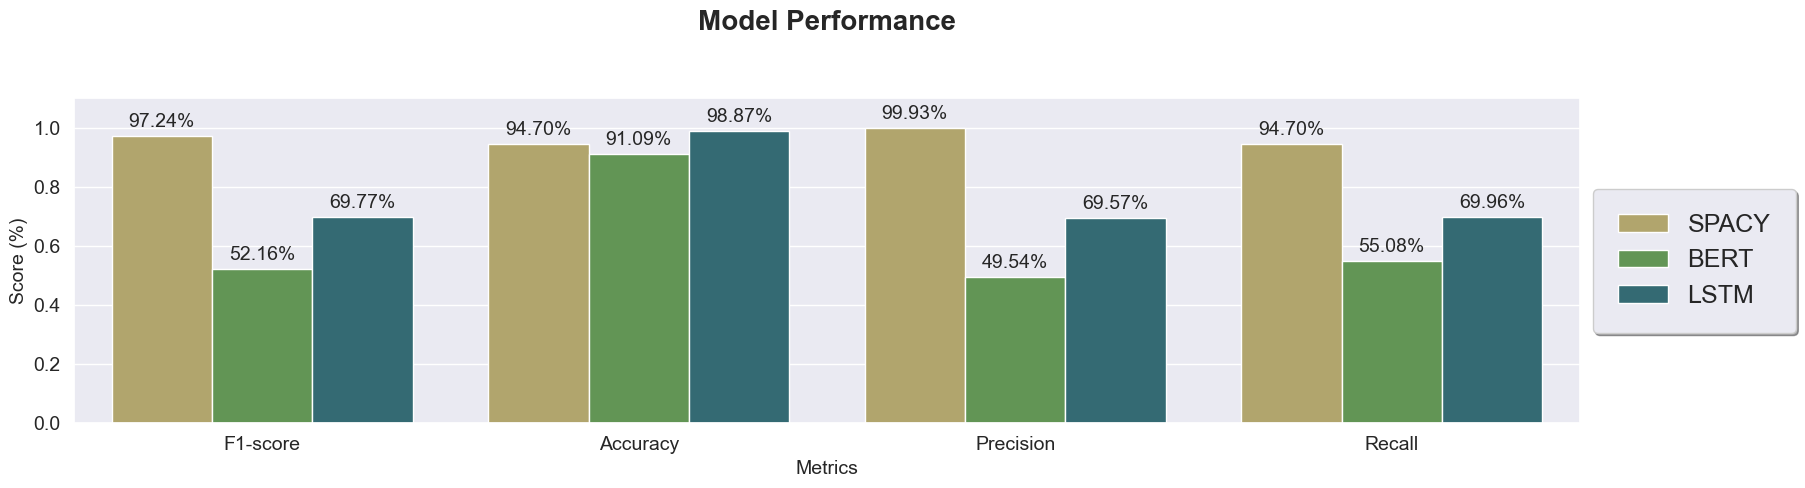 Model Performance
97.24%
52.16%
69.77%
94.70%
91.09%
98.87%
99.93%
49.54%
69.57%
94.70%
55.08%
69.96%
Score (%)
1.0
0.8
0.6
0.4
0.2
0.0
F1-score
Accuracy
Precision
Recall
Metrics
SPACY
BERT
LSTM